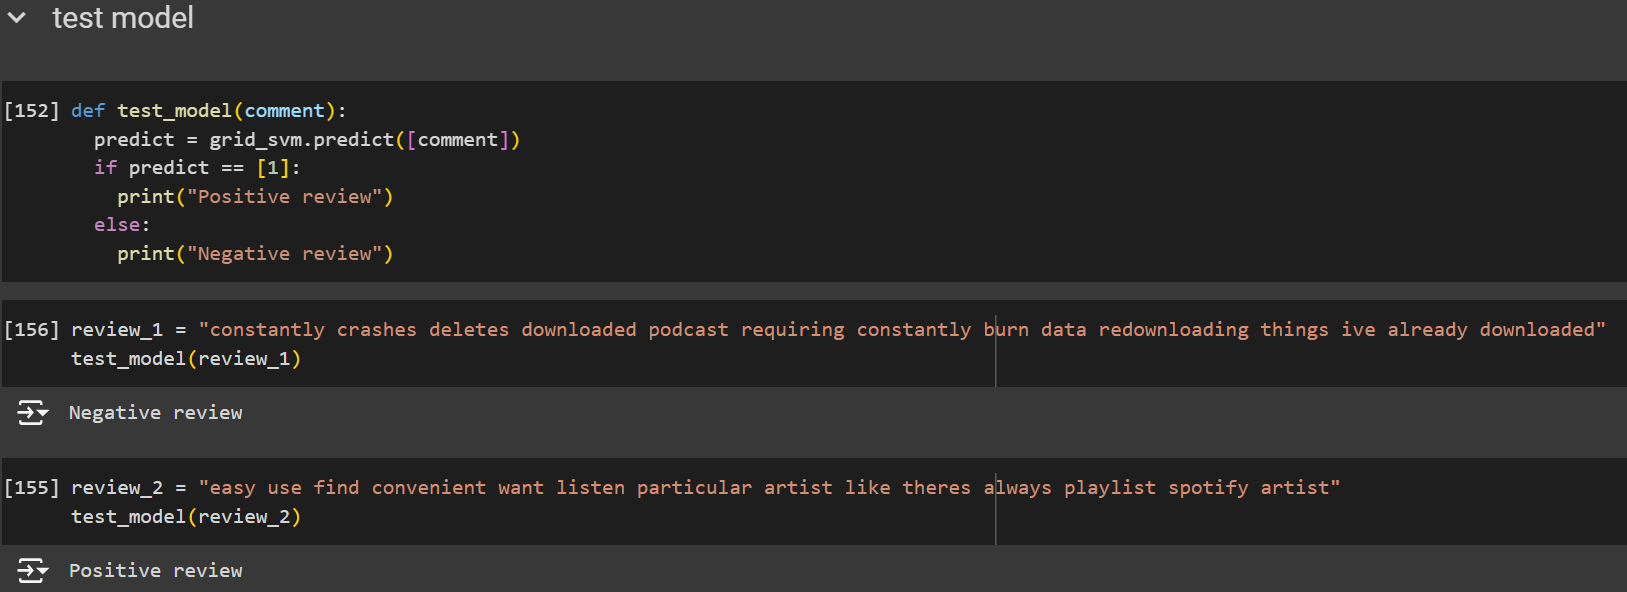 test model
[152] def test_model(comment):
predict = grid_svm.predict([comment])
if predict == [1]:
print("Positive review")
else:
print("Negative review")
[156] review_1 = "constantly crashes deletes downloaded podcast requiring constantly burn data redownloading things ive already downloaded"
test_model(review_1)
Negative review
[155] review_2 = "easy use find convenient want listen particular artist like theres always playlist spotify artist"
test_model(review_2)
Positive review